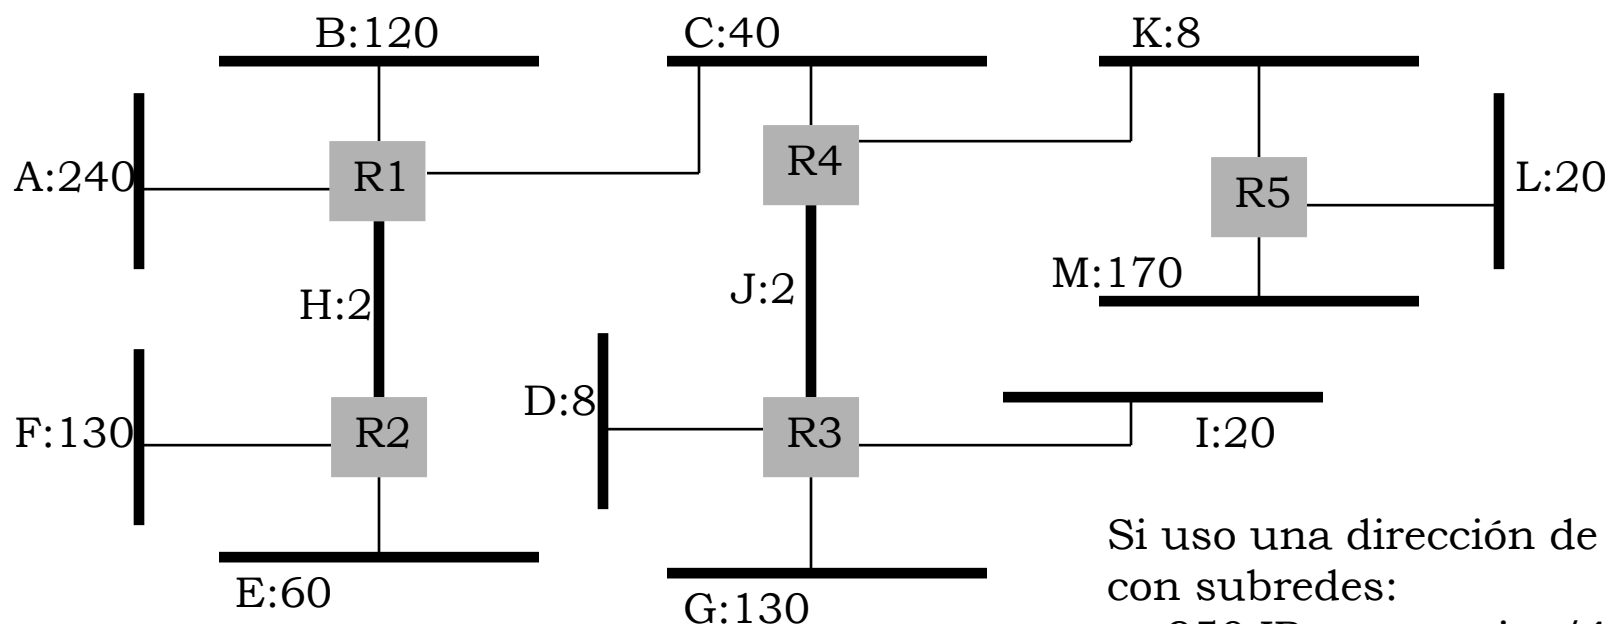 B:120
C:40
K:8
A:240
R1
R4
R5
L:20
H:2
J:2
M:170
F:130
R2
D:8
R3
I:20
E:60
G:130
Si uso una dirección de
con subredes: